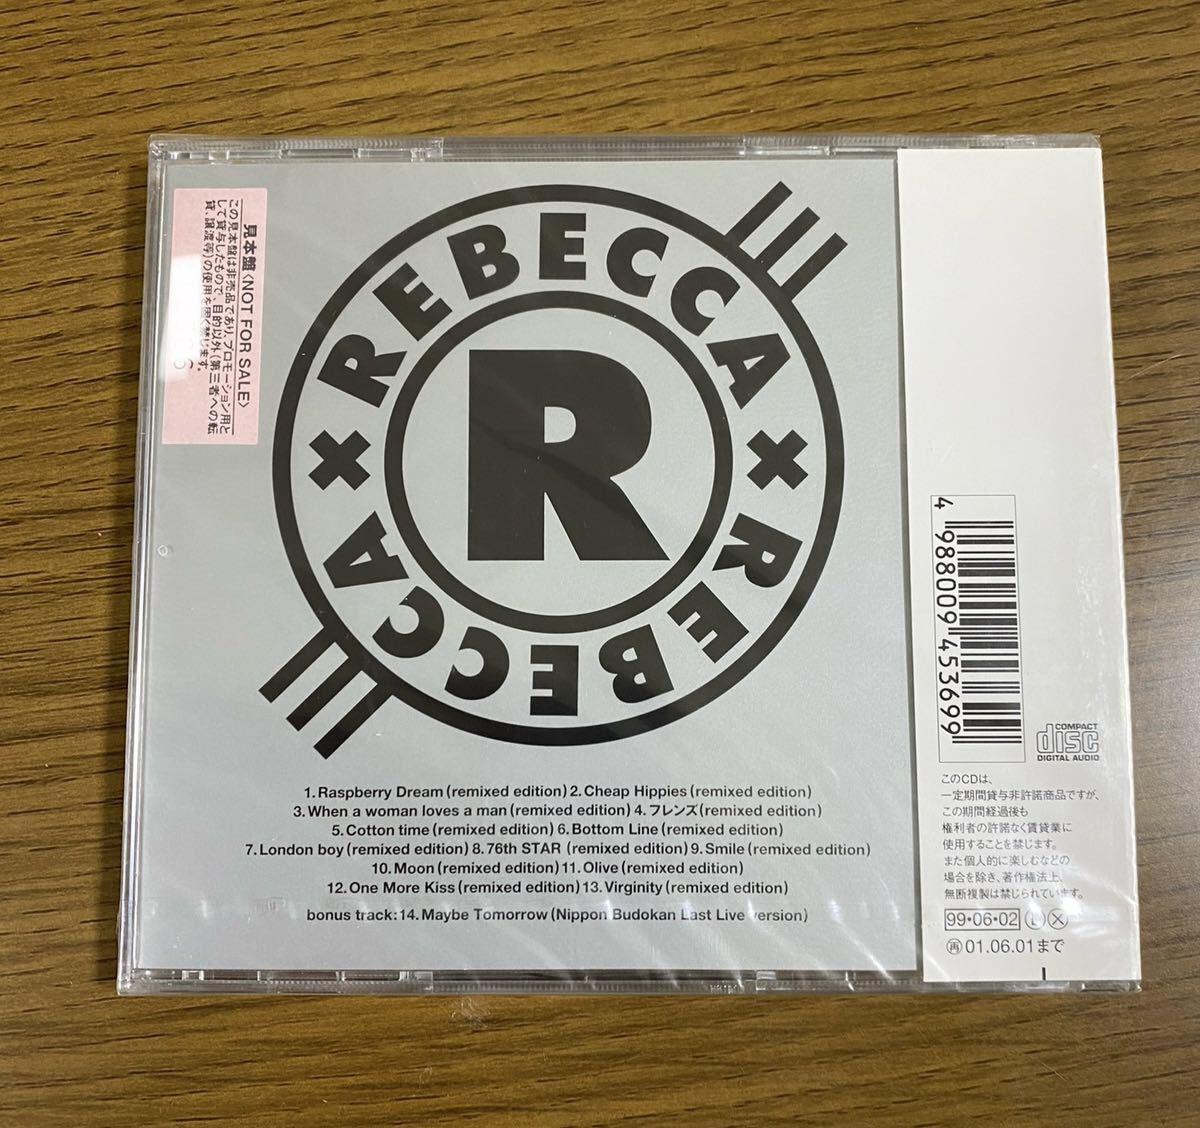 見本盤〈NOT FOR SALE〉
この見本盤は非売品であり、プロモーション用と
して貸与したもので、目的以外(第三者への転
貸、譲渡等)の使用を固く禁じます。
REBECCA × REBECCA ×
R
1.Raspberry Dream (remixed edition) 2.Cheap Hippies (remixed edition)
3.When a woman loves a man (remixed edition) 4.フレンズ(remixed edition)
5.Cotton time (remixed edition) 6.Bottom Line (remixed edition)
7.London boy (remixed edition) 8.76th STAR (remixed edition) 9.Smile (remixed edition)
10.Moon (remixed edition) 11.Olive (remixed edition)
12.One More Kiss (remixed edition) 13.Virginity (remixed edition)
bonus track:14.Maybe Tomorrow (Nippon Budokan Last Live version)
4 988009 453699
COMPACT
disc
DIGITAL AUDIO
このCDは、
一定期間貸与非許諾商品ですが、
この期間経過後も
権利者の許諾なく賃貸業に
使用することを禁じます。
また個人的に楽しむなどの
場合を除き、著作権法上、
無断複製は禁じられています。
99・06・02 Ⓛ Ⓧ
㊢01.06.01まで